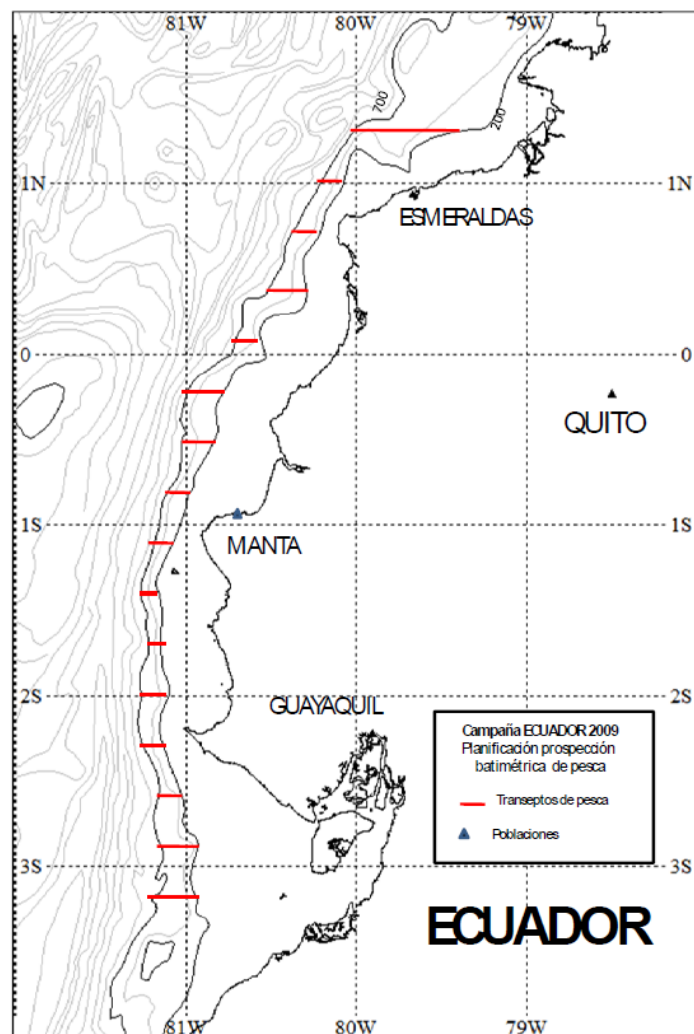 81W 80W 79W
700
200
1N 1N
ESMERALDAS
0 0
QUITO
1S 1S
MANTA
2S 2S
GUAYAQUIL
Campaña ECUADOR 2009
Planificación prospección
batimétrica de pesca
Transeptos de pesca
Poblaciones
3S 3S
ECUADOR
81W 80W 79W